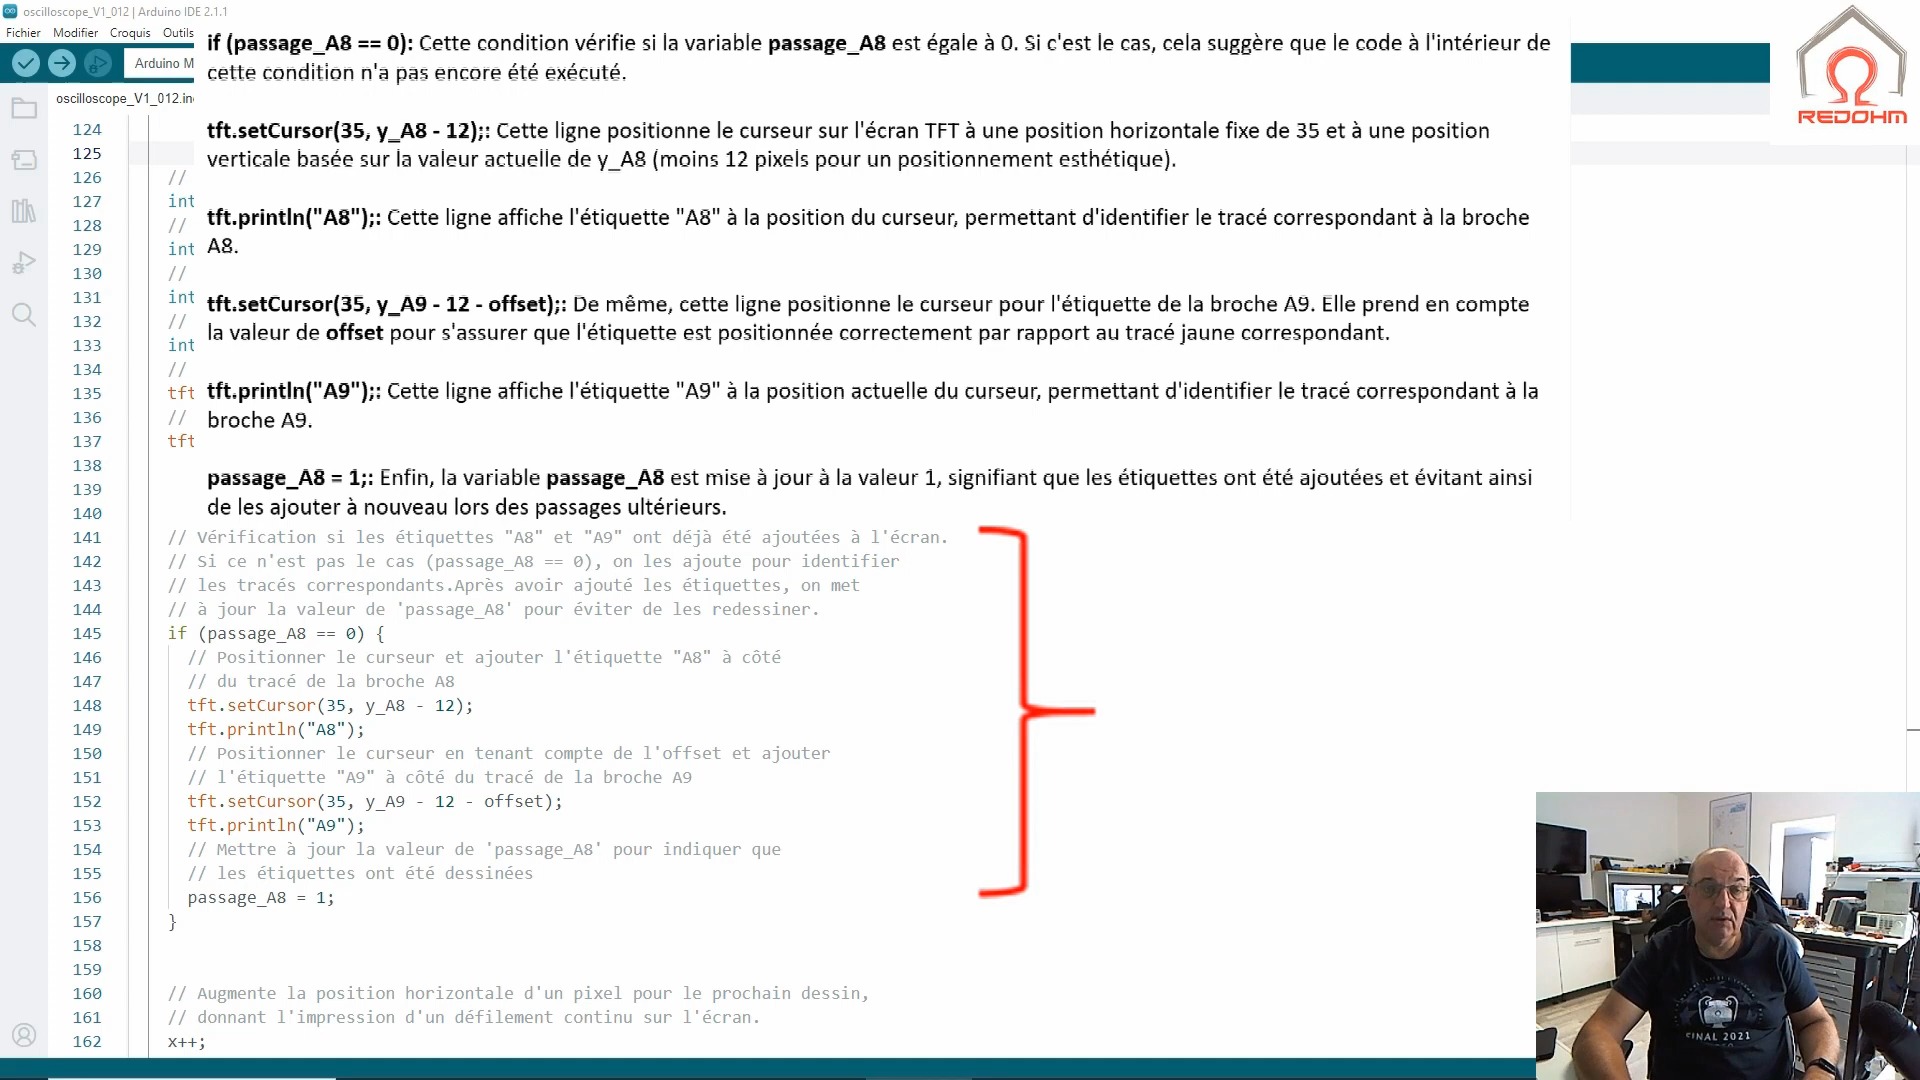 oscilloscope_V1_012 | Arduino IDE 2.1.1
Fichier Modifier Croquis Outils
Arduino M
oscilloscope_V1_012.in
REDOHM
if (passage_A8 == 0): Cette condition vérifie si la variable passage_A8 est égale à 0. Si c'est le cas, cela suggère que le code à l'intérieur de
cette condition n'a pas encore été exécuté.
tft.setCursor(35, y_A8 - 12);: Cette ligne positionne le curseur sur l'écran TFT à une position horizontale fixe de 35 et à une position
verticale basée sur la valeur actuelle de y_A8 (moins 12 pixels pour un positionnement esthétique).
tft.println("A8");: Cette ligne affiche l'étiquette "A8" à la position du curseur, permettant d'identifier le tracé correspondant à la broche
A8.
tft.setCursor(35, y_A9 - 12 - offset);: De même, cette ligne positionne le curseur pour l'étiquette de la broche A9. Elle prend en compte
la valeur de offset pour s'assurer que l'étiquette est positionnée correctement par rapport au tracé jaune correspondant.
tft.println("A9");: Cette ligne affiche l'étiquette "A9" à la position actuelle du curseur, permettant d'identifier le tracé correspondant à la
broche A9.
passage_A8 = 1;: Enfin, la variable passage_A8 est mise à jour à la valeur 1, signifiant que les étiquettes ont été ajoutées et évitant ainsi
de les ajouter à nouveau lors des passages ultérieurs.
124
125
126 //
127 int
128 //
129 int
130 //
131 int
132 //
133 int
134 //
135 tft
136 //
137 tft
138
139
140
141 // Vérification si les étiquettes "A8" et "A9" ont déjà été ajoutées à l'écran.
142 // Si ce n'est pas le cas (passage_A8 == 0), on les ajoute pour identifier
143 // les tracés correspondants.Après avoir ajouté les étiquettes, on met
144 // à jour la valeur de 'passage_A8' pour éviter de les redessiner.
145 if (passage_A8 == 0) {
146 // Positionner le curseur et ajouter l'étiquette "A8" à côté
147 // du tracé de la broche A8
148 tft.setCursor(35, y_A8 - 12);
149 tft.println("A8");
150 // Positionner le curseur en tenant compte de l'offset et ajouter
151 // l'étiquette "A9" à côté du tracé de la broche A9
152 tft.setCursor(35, y_A9 - 12 - offset);
153 tft.println("A9");
154 // Mettre à jour la valeur de 'passage_A8' pour indiquer que
155 // les étiquettes ont été dessinées
156 passage_A8 = 1;
157 }
158
159
160 // Augmente la position horizontale d'un pixel pour le prochain dessin,
161 // donnant l'impression d'un défilement continu sur l'écran.
162 x++;
FINAL 2021